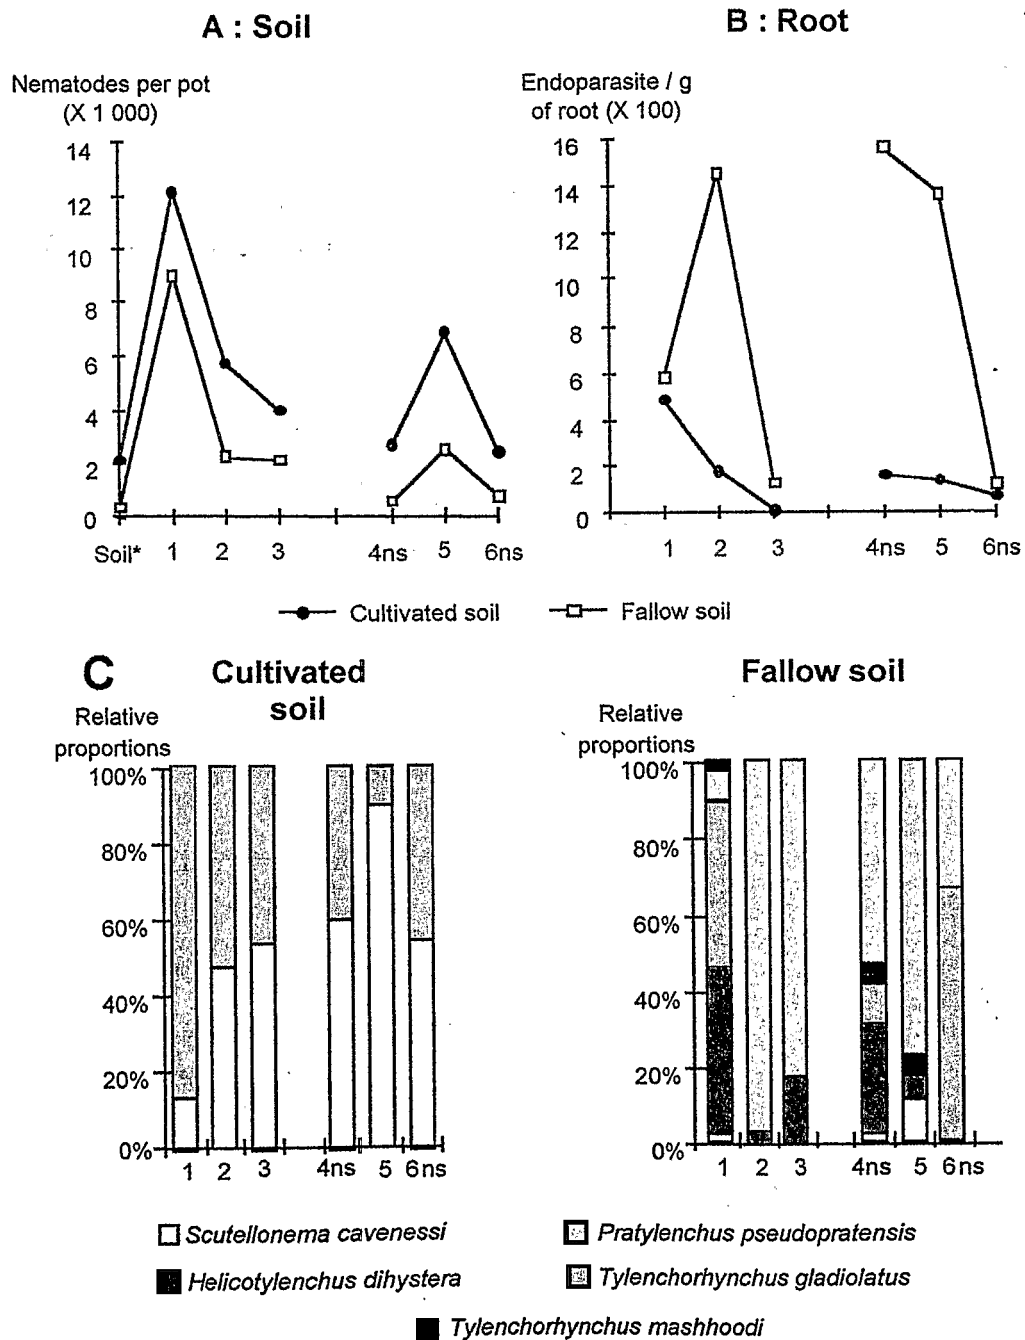 A : Soil
Nematodes per pot
(X 1 000)
14
12
10
8
6
4
2
0
Soil* 1 2 3 4ns 5 6ns
B : Root
Endoparasite / g
of root (X 100)
16
14
12
10
8
6
4
2
0
1 2 3 4ns 5 6ns
Cultivated soil Fallow soil
C Cultivated
soil
Relative
proportions
100%
80%
60%
40%
20%
0%
1 2 3 4ns 5 6ns
Fallow soil
Relative
proportions
100%
80%
60%
40%
20%
0%
1 2 3 4ns 5 6ns
Scutellonema cavenessi Pratylenchus pseudopratensis
Helicotylenchus dihystera Tylenchorhynchus gladiolatus
Tylenchorhynchus mashhoodi